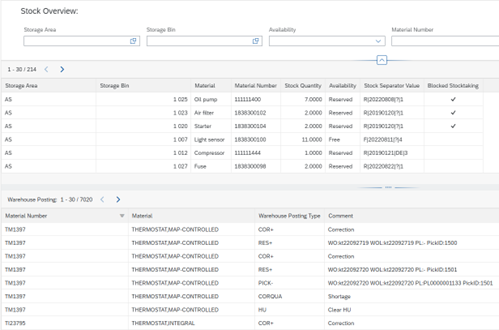 Stock Overview:
Storage Area Storage Bin Availability Material Number
1 - 30 / 214
Storage Area Storage Bin Material Material Number Stock Quantity Availability Stock Separator Value Blocked Stocktaking
AS 1 025 Oil pump 111111400 7.0000 Reserved R|20220808|?|1
AS 1 023 Air filter 1838300102 2.0000 Reserved R|20190120|?|1
AS 1 020 Starter 1838300104 2.0000 Reserved R|20190120|?|1
AS 1 007 Light sensor 1838300100 11.0000 Free F|20220811|?|4
AS 1 012 Compressor 111111444 1.0000 Reserved R|20190121|DE|3
AS 1 027 Fuse 1838300098 2.0000 Reserved R|20220822|?|1
Warehouse Posting: 1 - 30 / 7020
Material Number Material Warehouse Posting Type Comment
TM1397 THERMOSTAT,MAP-CONTROLLED COR+ Correction
TM1397 THERMOSTAT,MAP-CONTROLLED RES+ WO:kt22092719 WOL:kt22092719 PL:- PickID:1500
TM1397 THERMOSTAT,MAP-CONTROLLED COR+ Correction
TM1397 THERMOSTAT,MAP-CONTROLLED RES+ WO:kt22092720 WOL:kt22092720 PL:- PickID:1501
TM1397 THERMOSTAT,MAP-CONTROLLED PICK- WO:kt22092720 WOL:kt22092720 PL:PL0000001133 PickID:1501
TM1397 THERMOSTAT,MAP-CONTROLLED CORQUA Shortage
TM1397 THERMOSTAT,MAP-CONTROLLED HU Clear HU
TI23795 THERMOSTAT,INTEGRAL COR+ Correction